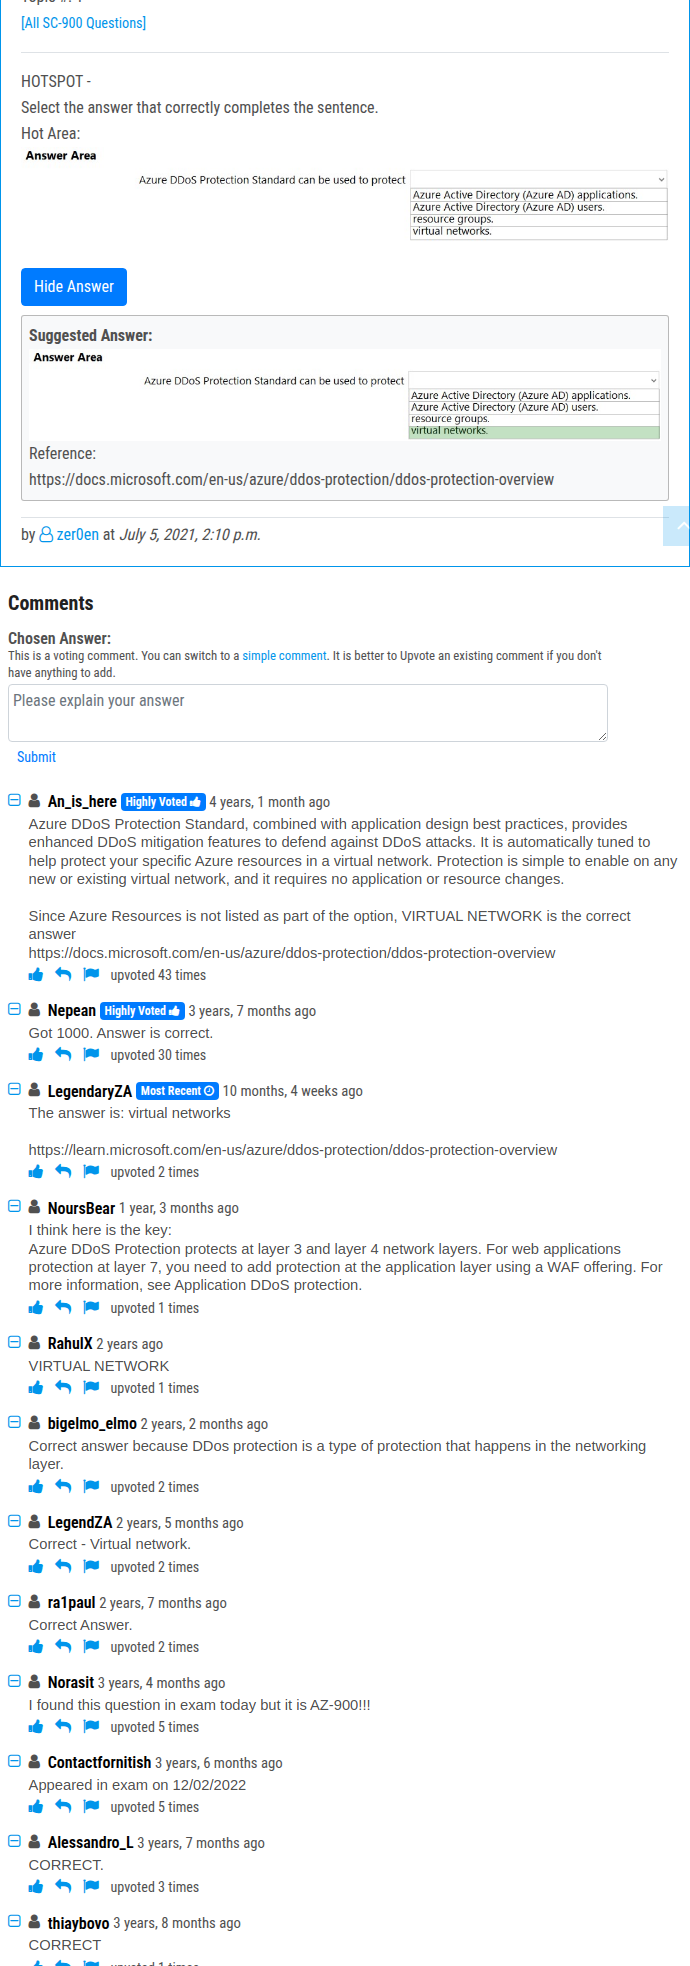 [All SC-900 Questions]
HOTSPOT -
Select the answer that correctly completes the sentence.
Hot Area:
Answer Area
Azure DDoS Protection Standard can be used to protect
Azure Active Directory (Azure AD) applications.
Azure Active Directory (Azure AD) users.
resource groups.
virtual networks.
Hide Answer
Suggested Answer:
Answer Area
Azure DDoS Protection Standard can be used to protect
Azure Active Directory (Azure AD) applications.
Azure Active Directory (Azure AD) users.
resource groups.
virtual networks.
Reference:
https://docs.microsoft.com/en-us/azure/ddos-protection/ddos-protection-overview
by zer0en at July 5, 2021, 2:10 p.m.
Comments
Chosen Answer:
This is a voting comment. You can switch to a simple comment. It is better to Upvote an existing comment if you don't
have anything to add.
Please explain your answer
Submit
An_is_here Highly Voted 4 years, 1 month ago
Azure DDoS Protection Standard, combined with application design best practices, provides
enhanced DDoS mitigation features to defend against DDoS attacks. It is automatically tuned to
help protect your specific Azure resources in a virtual network. Protection is simple to enable on any
new or existing virtual network, and it requires no application or resource changes.
Since Azure Resources is not listed as part of the option, VIRTUAL NETWORK is the correct
answer
https://docs.microsoft.com/en-us/azure/ddos-protection/ddos-protection-overview
upvoted 43 times
Nepean Highly Voted 3 years, 7 months ago
Got 1000. Answer is correct.
upvoted 30 times
LegendaryZA Most Recent 10 months, 4 weeks ago
The answer is: virtual networks
https://learn.microsoft.com/en-us/azure/ddos-protection/ddos-protection-overview
upvoted 2 times
NoursBear 1 year, 3 months ago
I think here is the key:
Azure DDoS Protection protects at layer 3 and layer 4 network layers. For web applications
protection at layer 7, you need to add protection at the application layer using a WAF offering. For
more information, see Application DDoS protection.
upvoted 1 times
RahulX 2 years ago
VIRTUAL NETWORK
upvoted 1 times
bigelmo_elmo 2 years, 2 months ago
Correct answer because DDos protection is a type of protection that happens in the networking
layer.
upvoted 2 times
LegendZA 2 years, 5 months ago
Correct - Virtual network.
upvoted 2 times
ra1paul 2 years, 7 months ago
Correct Answer.
upvoted 2 times
Norasit 3 years, 4 months ago
I found this question in exam today but it is AZ-900!!!
upvoted 5 times
Contactfornitish 3 years, 6 months ago
Appeared in exam on 12/02/2022
upvoted 5 times
Alessandro_L 3 years, 7 months ago
CORRECT.
upvoted 3 times
thiaybovo 3 years, 8 months ago
CORRECT